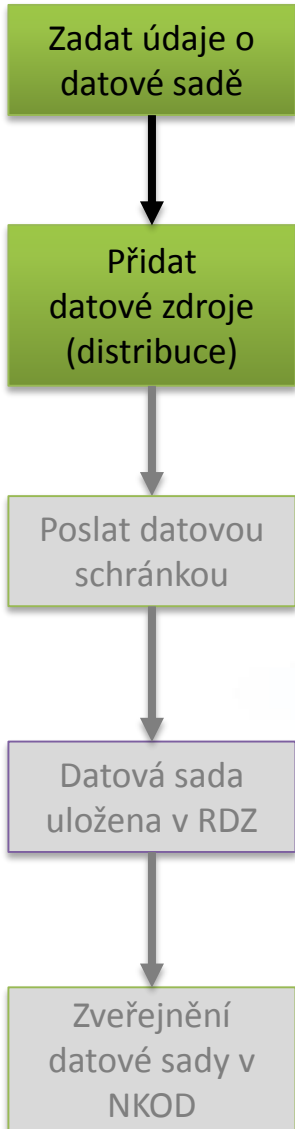 Zadat údaje o
datové sadě
Přidat
datové zdroje
(distribuce)
Poslat datovou
schránkou
Datová sada
uložena v RDZ
Zveřejnění
datové sady v
NKOD